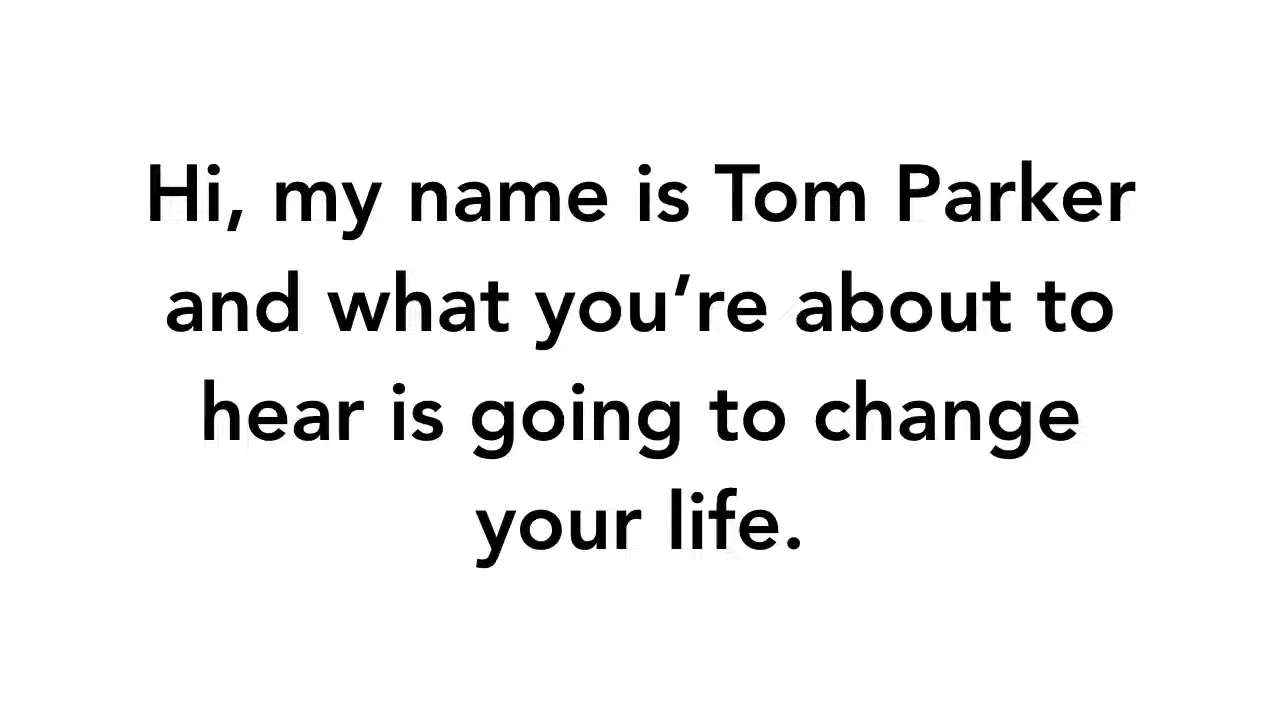 Hi, my name is Tom Parker
and what you’re about to
hear is going to change
your life.